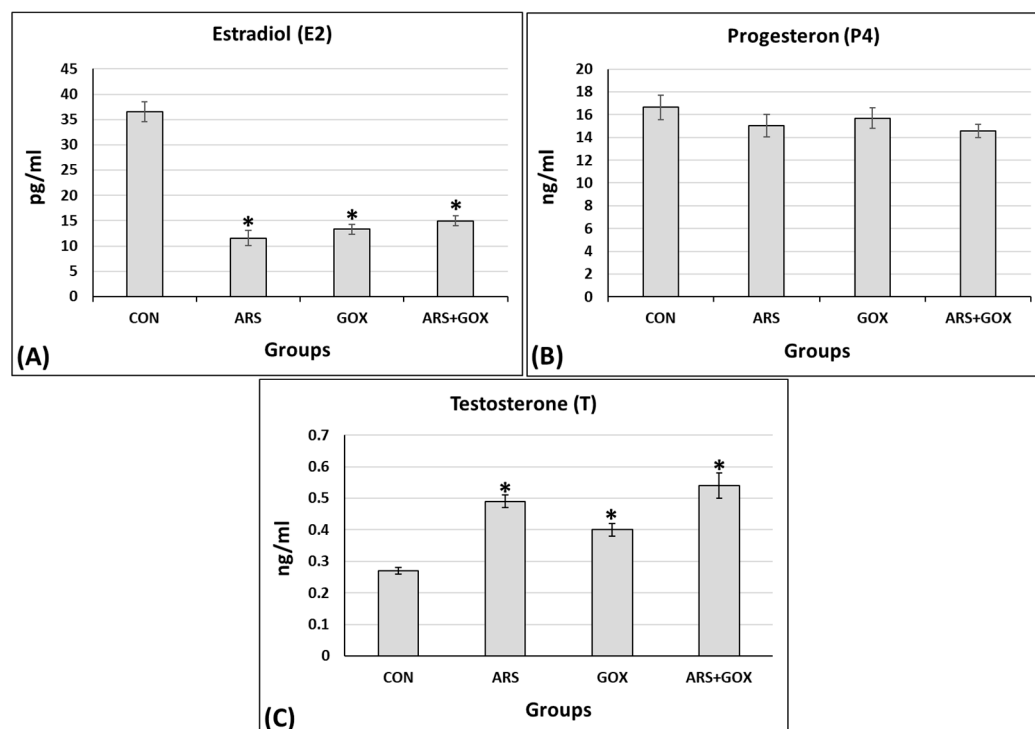 Estradiol (E2)
45
40
35
30
25
20
15
10
5
0
pg/ml
*
*
*
CON ARS GOX ARS+GOX
Groups
(A)
Progesteron (P4)
20
18
16
14
12
10
8
6
4
2
0
ng/ml
CON ARS GOX ARS+GOX
Groups
(B)
Testosterone (T)
0.7
0.6
0.5
0.4
0.3
0.2
0.1
0
ng/ml
*
*
*
CON ARS GOX ARS+GOX
Groups
(C)